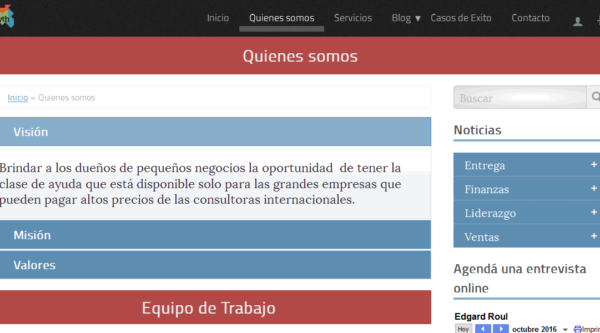 Inicio Quienes somos Servicios Blog ▼ Casos de Exito Contacto
Quienes somos
Inicio » Quienes somos
Buscar
Visión
Brindar a los dueños de pequeños negocios la oportunidad de tener la
clase de ayuda que está disponible solo para las grandes empresas que
pueden pagar altos precios de las consultoras internacionales.
Misión
Valores
Equipo de Trabajo
Noticias
Entrega +
Finanzas +
Liderazgo +
Ventas +
Agendá una entrevista
online
Edgard Roul
Hoy octubre 2016